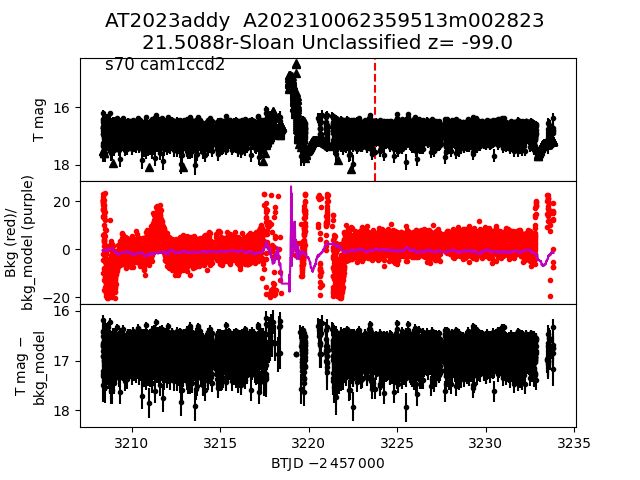 AT2023addy  A202310062359513m002823
21.5088r-Sloan Unclassified z= -99.0
s70 cam1ccd2
T mag
16
18
Bkg (red)/
bkg_model (purple)
20
0
−20
T mag −
bkg_model
16
17
18
3210
3215
3220
3225
3230
3235
BTJD −2 457 000